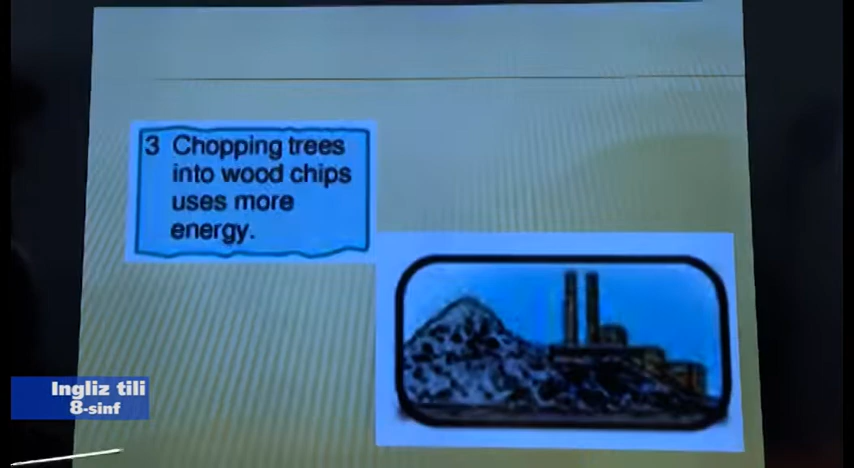 3 Chopping trees
into wood chips
uses more
energy.
Ingliz tili
8-sinf